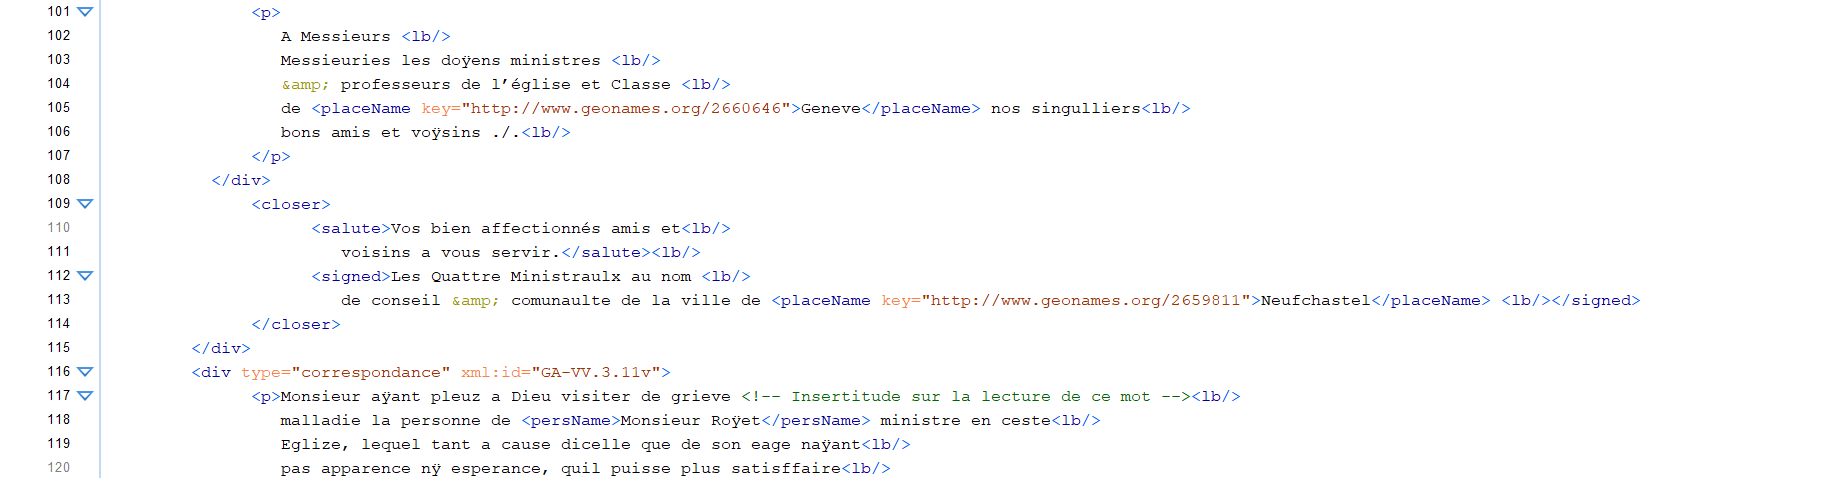 101 <p>
102 A Messieurs <lb/>
103 Messieuries les doÿens ministres <lb/>
104 &amp; professeurs de l’église et Classe <lb/>
105 de <placeName key="http://www.geonames.org/2660646">Geneve</placeName> nos singulliers<lb/>
106 bons amis et voÿsins ./.<lb/>
107 </p>
108 </div>
109 <closer>
110 <salute>Vos bien affectionnés amis et<lb/>
111 voisins a vous servir.</salute><lb/>
112 <signed>Les Quattre Ministraulx au nom <lb/>
113 de conseil &amp; comunaulte de la ville de <placeName key="http://www.geonames.org/2659811">Neufchastel</placeName> <lb/></signed>
114 </closer>
115 </div>
116 <div type="correspondance" xml:id="GA-VV.3.11v">
117 <p>Monsieur aÿant pleuz a Dieu visiter de grieve <!-- Insertitude sur la lecture de ce mot --><lb/>
118 malladie la personne de <persName>Monsieur Roÿet</persName> ministre en ceste<lb/>
119 Eglize, lequel tant a cause dicelle que de son eage naÿant<lb/>
120 pas apparence nÿ esperance, quil puisse plus satisffaire<lb/>